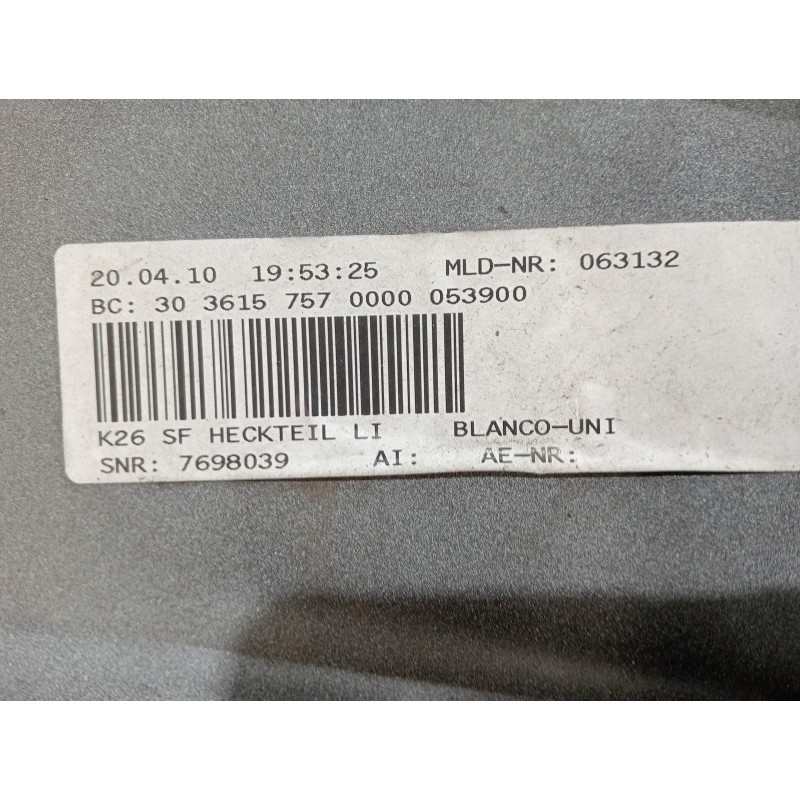 20.04.10 19:53:25 MLD-NR: 063132
BC: 30 3615 757 0000 053900
K26 SF HECKTEIL LI BLANCO-UNI
SNR: 7698039 AI: AE-NR: